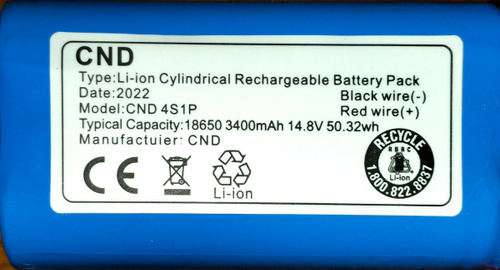 CND
Type:Li-ion Cylindrical Rechargeable Battery Pack
Date:2022 Black wire(-)
Model:CND 4S1P Red wire(+)
Typical Capacity:18650 3400mAh 14.8V 50.32wh
Manufactuier: CND
CE
Li-ion
RECYCLE
RBRC
Li-ion
1.800.822.8837